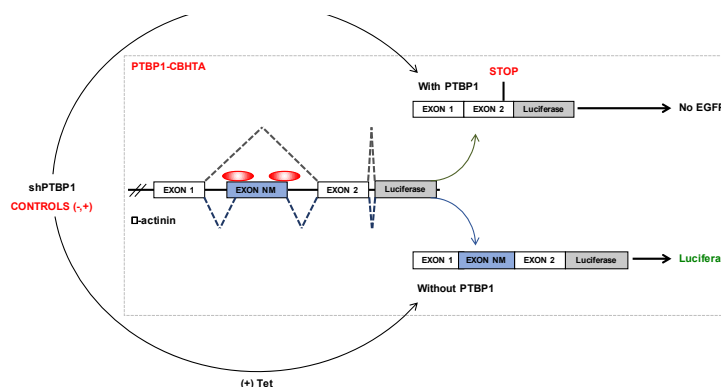 PTBP1-CBHTA
STOP
With PTBP1
EXON 1 EXON 2 Luciferase
No EGFP
shPTBP1
CONTROLS (-,+)
EXON 1 EXON NM EXON 2 Luciferase
-actinin
EXON 1 EXON NM EXON 2 Luciferase
Lucifera
Without PTBP1
(+) Tet